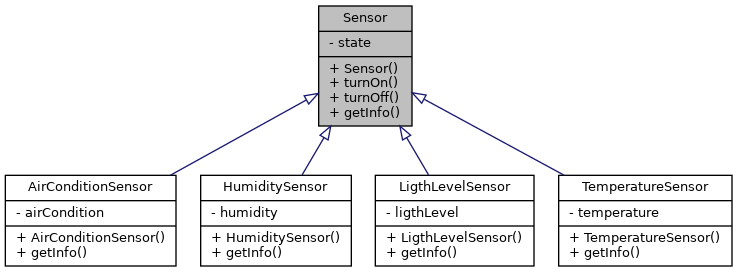 Sensor
- state
+ Sensor()
+ turnOn()
+ turnOff()
+ getInfo()
AirConditionSensor
- airCondition
+ AirConditionSensor()
+ getInfo()
HumiditySensor
- humidity
+ HumiditySensor()
+ getInfo()
LigthLevelSensor
- ligthLevel
+ LigthLevelSensor()
+ getInfo()
TemperatureSensor
- temperature
+ TemperatureSensor()
+ getInfo()